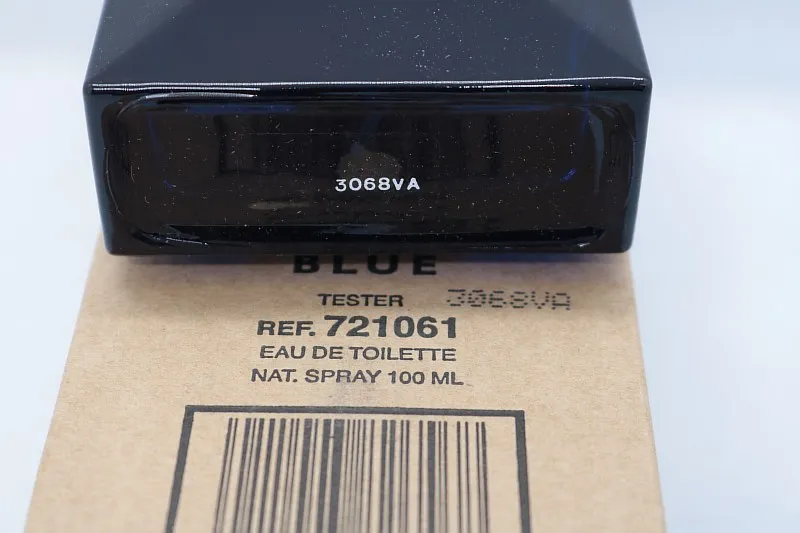 3068VA
BLUE
TESTER 3068VA
REF. 721061
EAU DE TOILETTE
NAT. SPRAY 100 ML